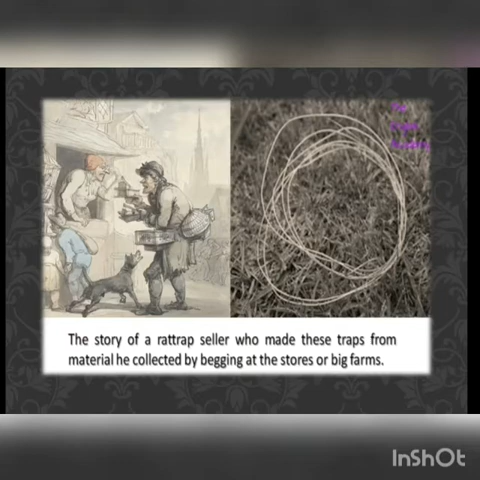 The story of a rattrap seller who made these traps from
material he collected by begging at the stores or big farms.
InShOt